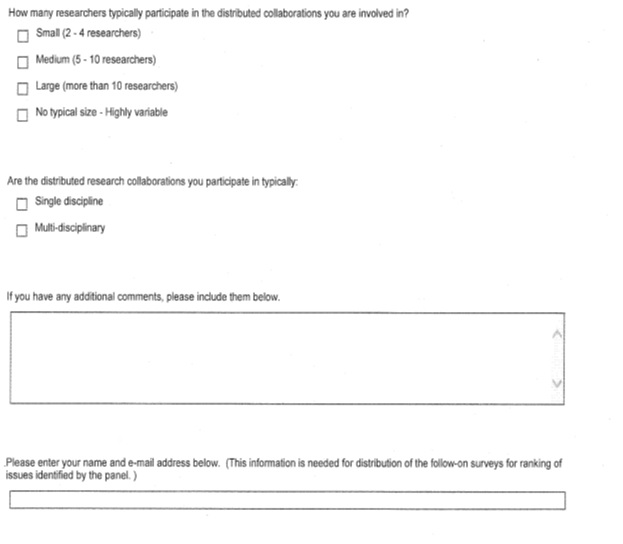 How many researchers typically participate in the distributed collaborations you are involved in?
Small (2 - 4 researchers)
Medium (5 - 10 researchers)
Large (more than 10 researchers)
No typical size - Highly variable
Are the distributed research collaborations you participate in typically:
Single discipline
Multi-disciplinary
If you have any additional comments, please include them below.
Please enter your name and e-mail address below. (This information is needed for distribution of the follow-on surveys for ranking of
issues identified by the panel. )